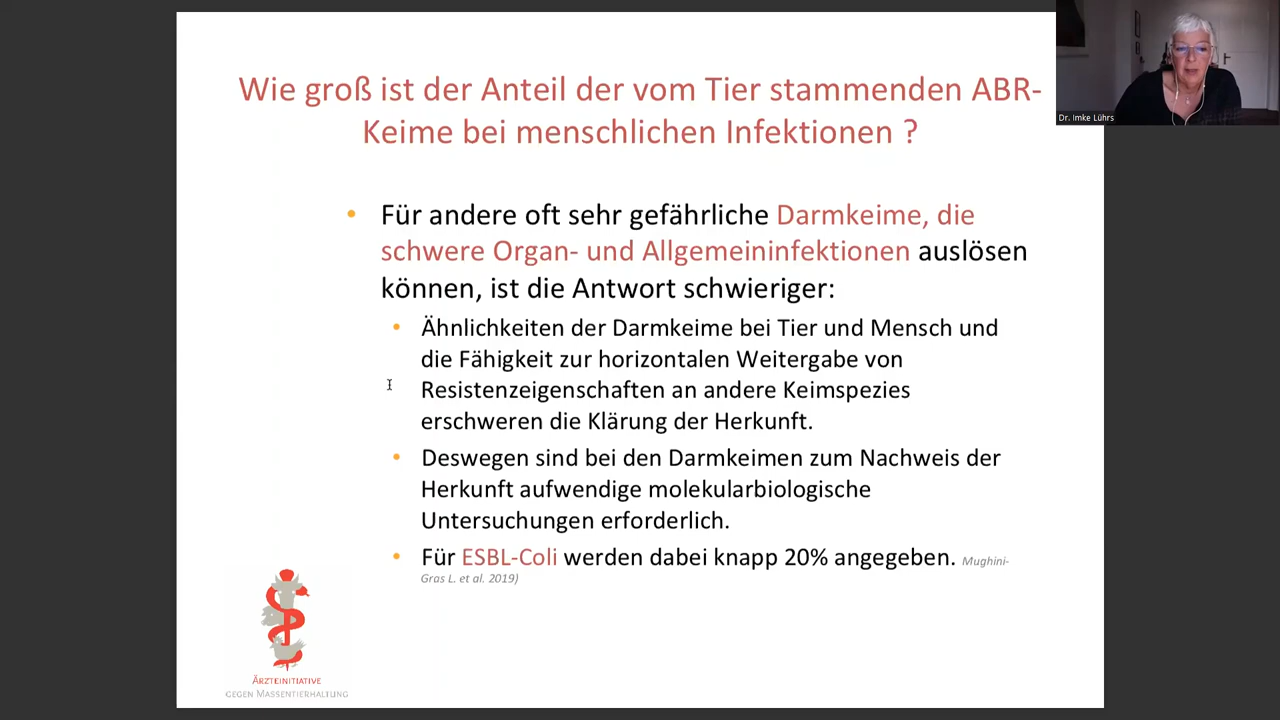 Wie groß ist der Anteil der vom Tier stammenden ABR-
Keime bei menschlichen Infektionen ?
Dr. Imke Lührs
• Für andere oft sehr gefährliche Darmkeime, die
schwere Organ- und Allgemeininfektionen auslösen
können, ist die Antwort schwieriger:
• Ähnlichkeiten der Darmkeime bei Tier und Mensch und
die Fähigkeit zur horizontalen Weitergabe von
Resistenzeigenschaften an andere Keimspezies
erschweren die Klärung der Herkunft.
• Deswegen sind bei den Darmkeimen zum Nachweis der
Herkunft aufwendige molekularbiologische
Untersuchungen erforderlich.
• Für ESBL-Coli werden dabei knapp 20% angegeben. Mughini-
Gras L. et al. 2019)
ÄRZTEINITIATIVE
GEGEN MASSENTIERHALTUNG